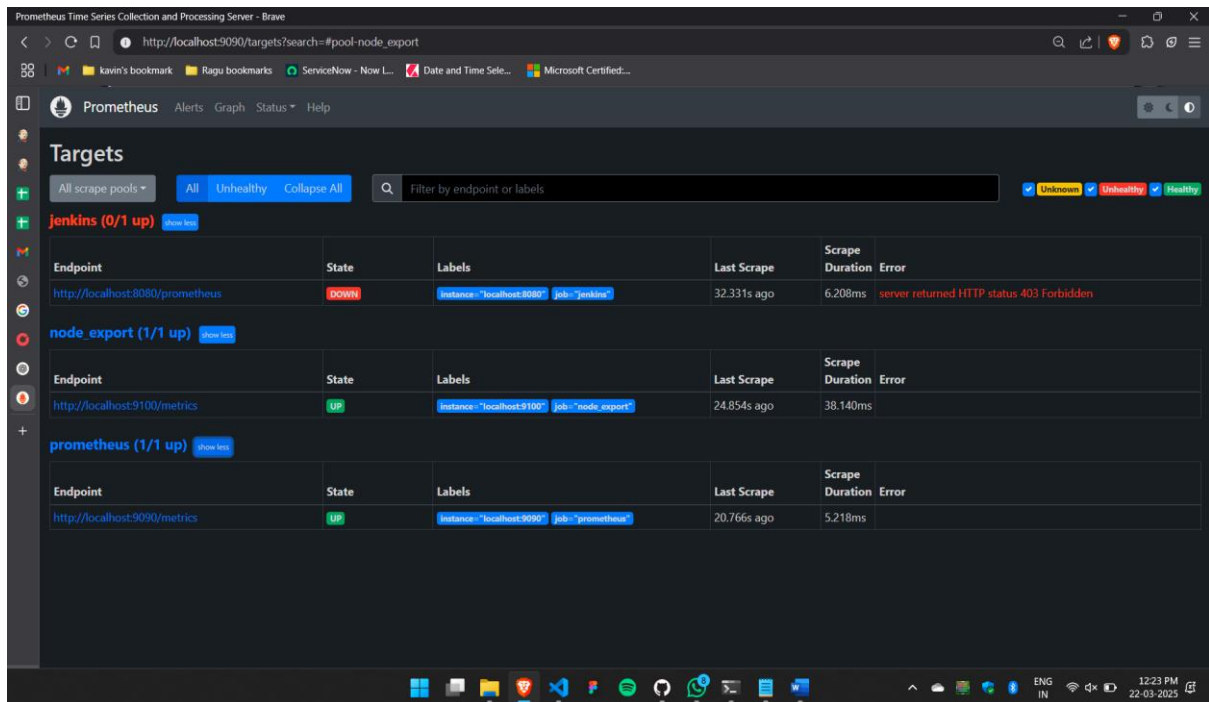 Prometheus Time Series Collection and Processing Server - Brave
http://localhost:9090/targets?search=#pool-node_export
kavin's bookmark Ragu bookmarks ServiceNow - Now L... Date and Time Sele... Microsoft Certified:...
Prometheus Alerts Graph Status Help
Targets
All scrape pools All Unhealthy Collapse All Filter by endpoint or labels Unknown Unhealthy Healthy
jenkins (0/1 up) show less
Endpoint State Labels Last Scrape Scrape Duration Error
http://localhost:8080/prometheus DOWN instance="localhost:8080" job="jenkins" 32.331s ago 6.208ms server returned HTTP status 403 Forbidden
node_export (1/1 up) show less
Endpoint State Labels Last Scrape Scrape Duration Error
http://localhost:9100/metrics UP instance="localhost:9100" job="node_export" 24.854s ago 38.140ms
prometheus (1/1 up) show less
Endpoint State Labels Last Scrape Scrape Duration Error
http://localhost:9090/metrics UP instance="localhost:9090" job="prometheus" 20.766s ago 5.218ms
8 ENG IN 12:23 PM
22-03-2025